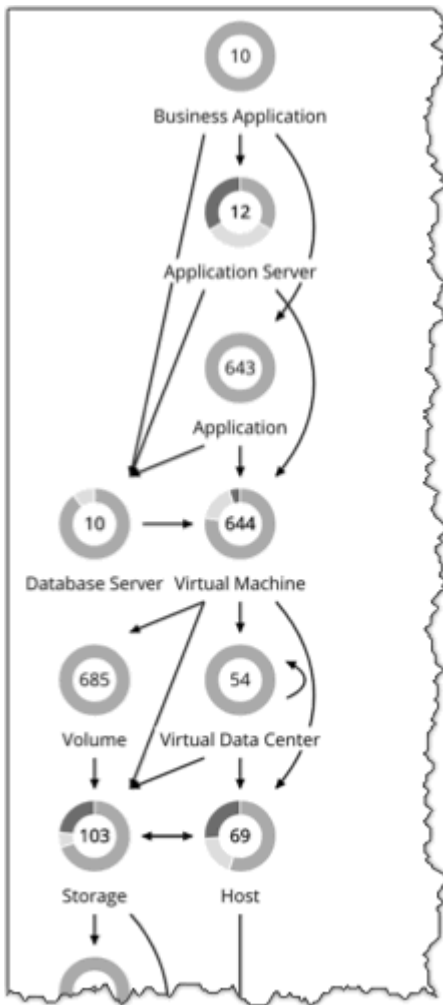 10
Business Application
12
Application Server
643
Application
10 644
Database Server Virtual Machine
685 54
Volume Virtual Data Center
103 69
Storage Host